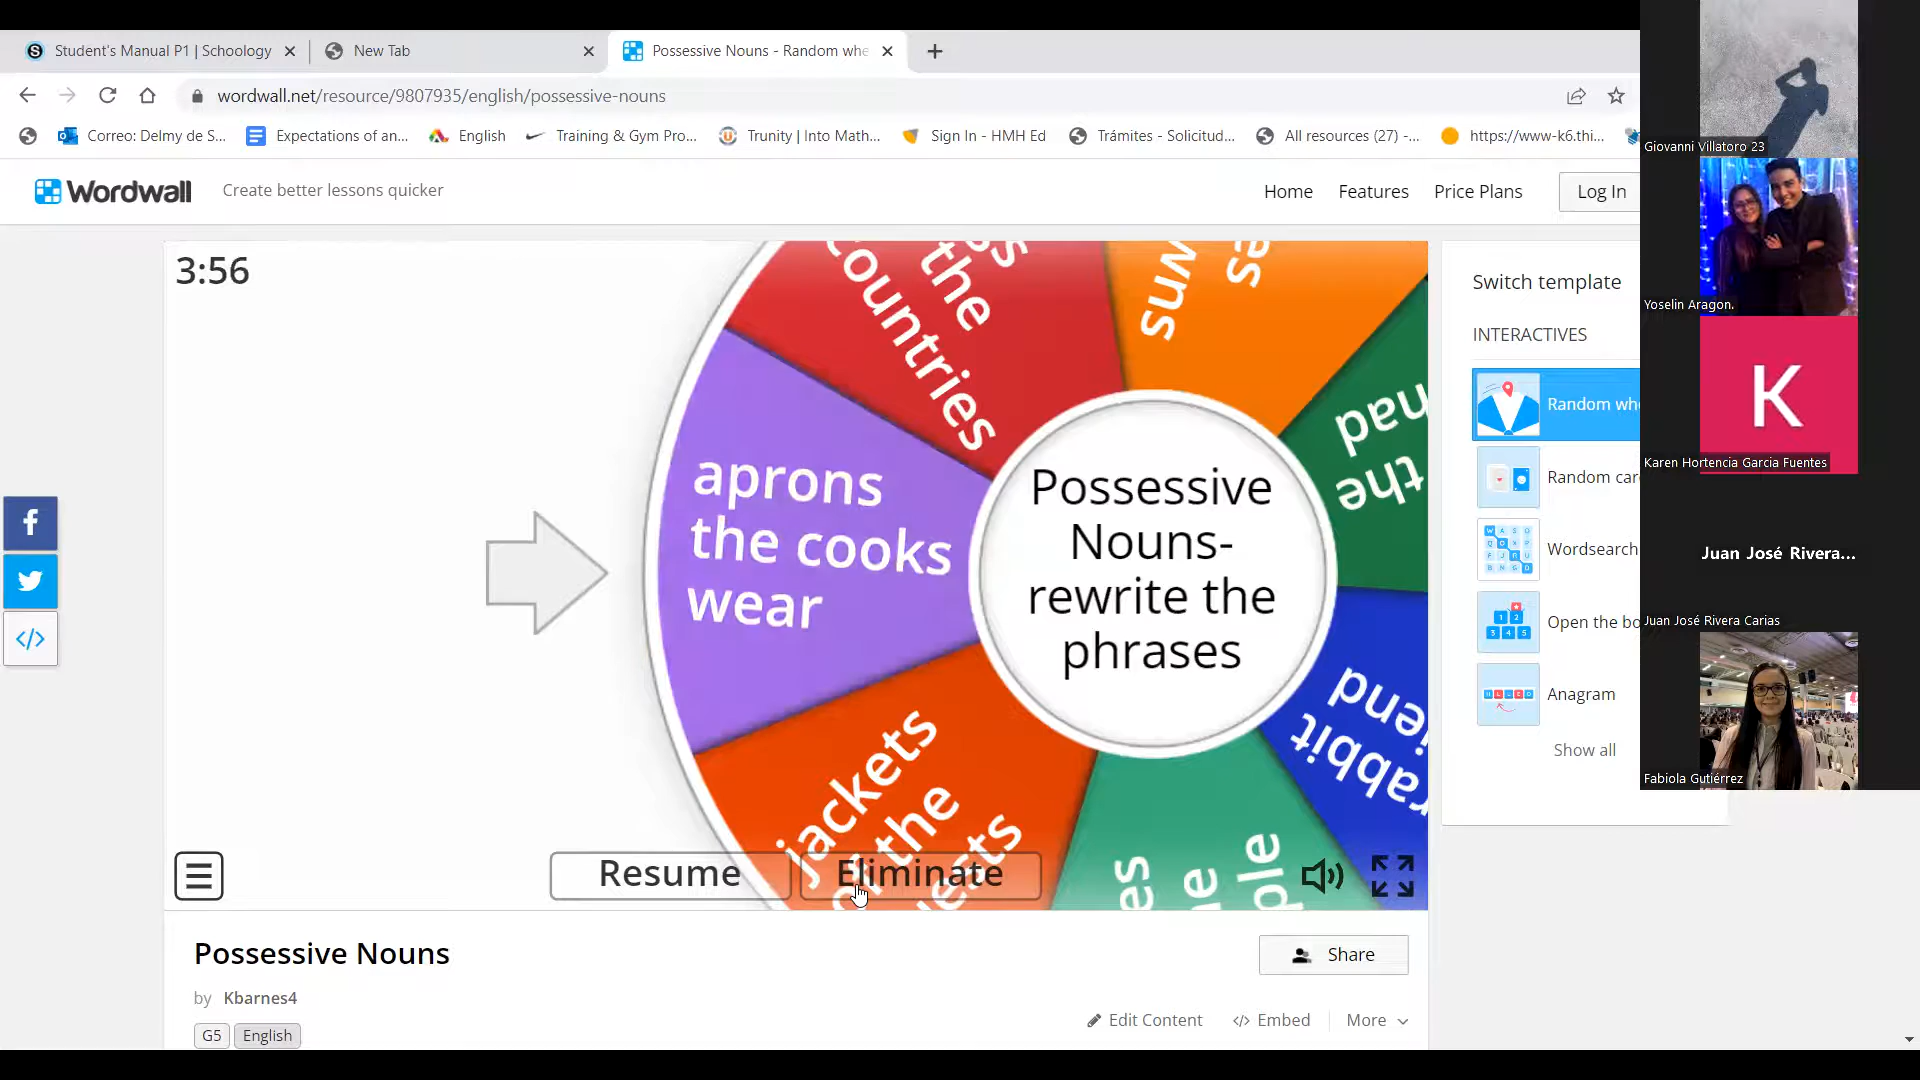 Student's Manual P1 | Schoology
New Tab
Possessive Nouns - Random whe
wordwall.net/resource/9807935/english/possessive-nouns
Correo: Delmy de S...
Expectations of an...
English
Training & Gym Pro...
Trunity | Into Math...
Sign In - HMH Ed
Trámites - Solicitud...
All resources (27) -...
https://www-k6.thi...
Wordwall
Create better lessons quicker
Home
Features
Price Plans
Log In
3:56
the
countries
aprons
the cooks
wear
jackets
of the
the
Possessive
Nouns-
rewrite the
phrases
Resume
Eliminate
Switch template
INTERACTIVES
Random whe
Random car
Wordsearch
Open the bo
Anagram
Show all
Possessive Nouns
by Kbarnes4
G5
English
Share
Edit Content
Embed
More
Giovanni Villatoro 23
Yoselin Aragon.
K
Karen Hortencia Garcia Fuentes
Juan José Rivera...
Juan José Rivera Carias
Fabiola Gutiérrez